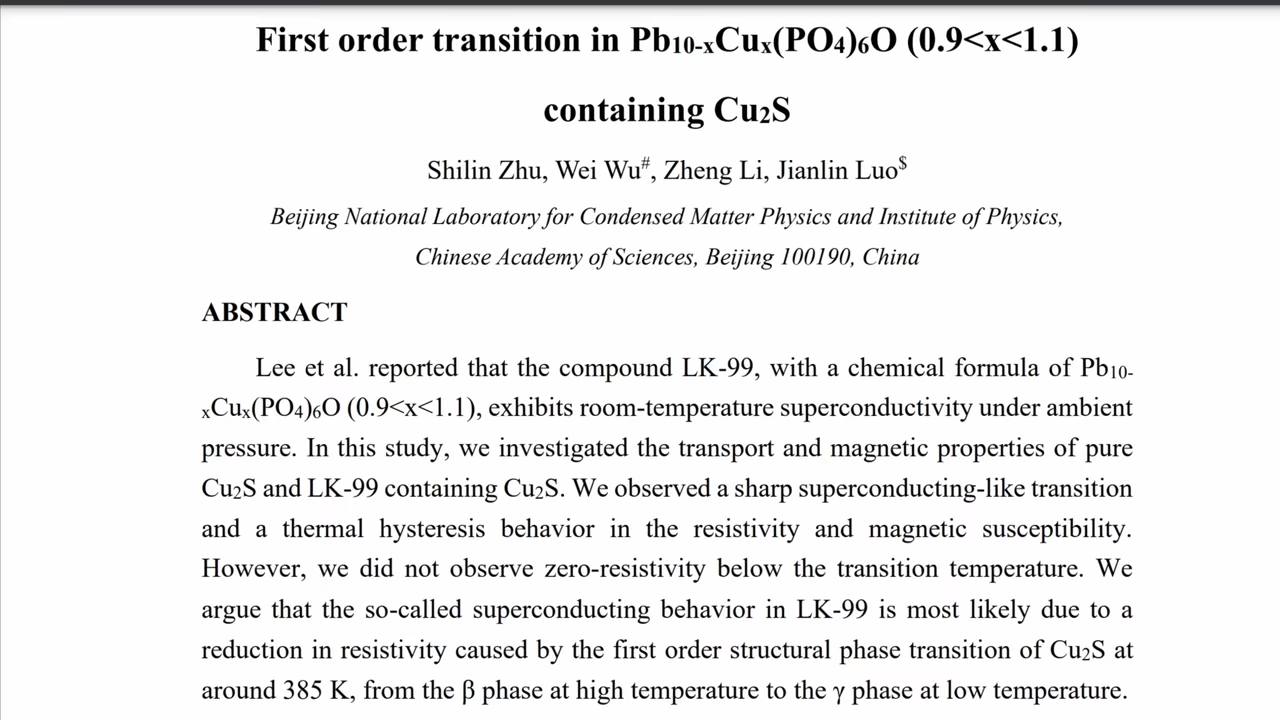 First order transition in Pb10-xCux(PO4)6O (0.9<x<1.1)
containing Cu2S
Shilin Zhu, Wei Wu#, Zheng Li, Jianlin Luo$
Beijing National Laboratory for Condensed Matter Physics and Institute of Physics,
Chinese Academy of Sciences, Beijing 100190, China
ABSTRACT
Lee et al. reported that the compound LK-99, with a chemical formula of Pb10-
xCux(PO4)6O (0.9<x<1.1), exhibits room-temperature superconductivity under ambient
pressure. In this study, we investigated the transport and magnetic properties of pure
Cu2S and LK-99 containing Cu2S. We observed a sharp superconducting-like transition
and a thermal hysteresis behavior in the resistivity and magnetic susceptibility.
However, we did not observe zero-resistivity below the transition temperature. We
argue that the so-called superconducting behavior in LK-99 is most likely due to a
reduction in resistivity caused by the first order structural phase transition of Cu2S at
around 385 K, from the β phase at high temperature to the γ phase at low temperature.